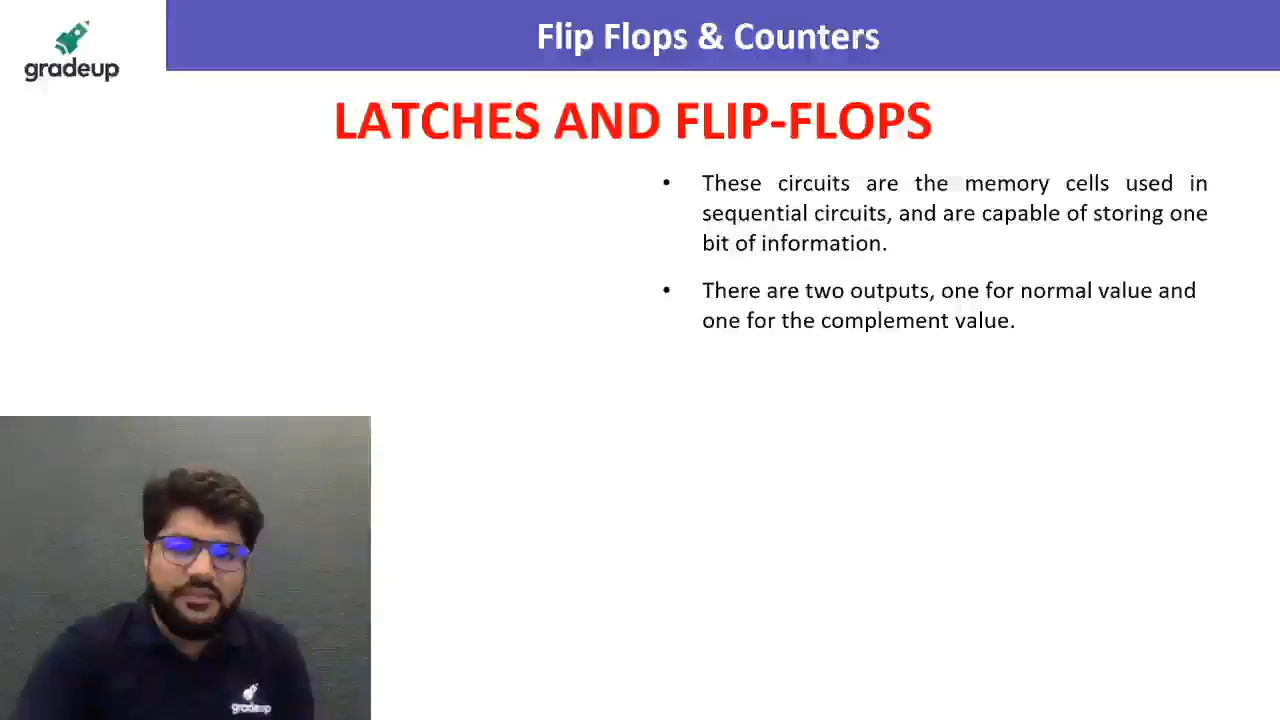 gradeup
Flip Flops & Counters
LATCHES AND FLIP-FLOPS
• These circuits are the memory cells used in
sequential circuits, and are capable of storing one
bit of information.
• There are two outputs, one for normal value and
one for the complement value.
gradeup